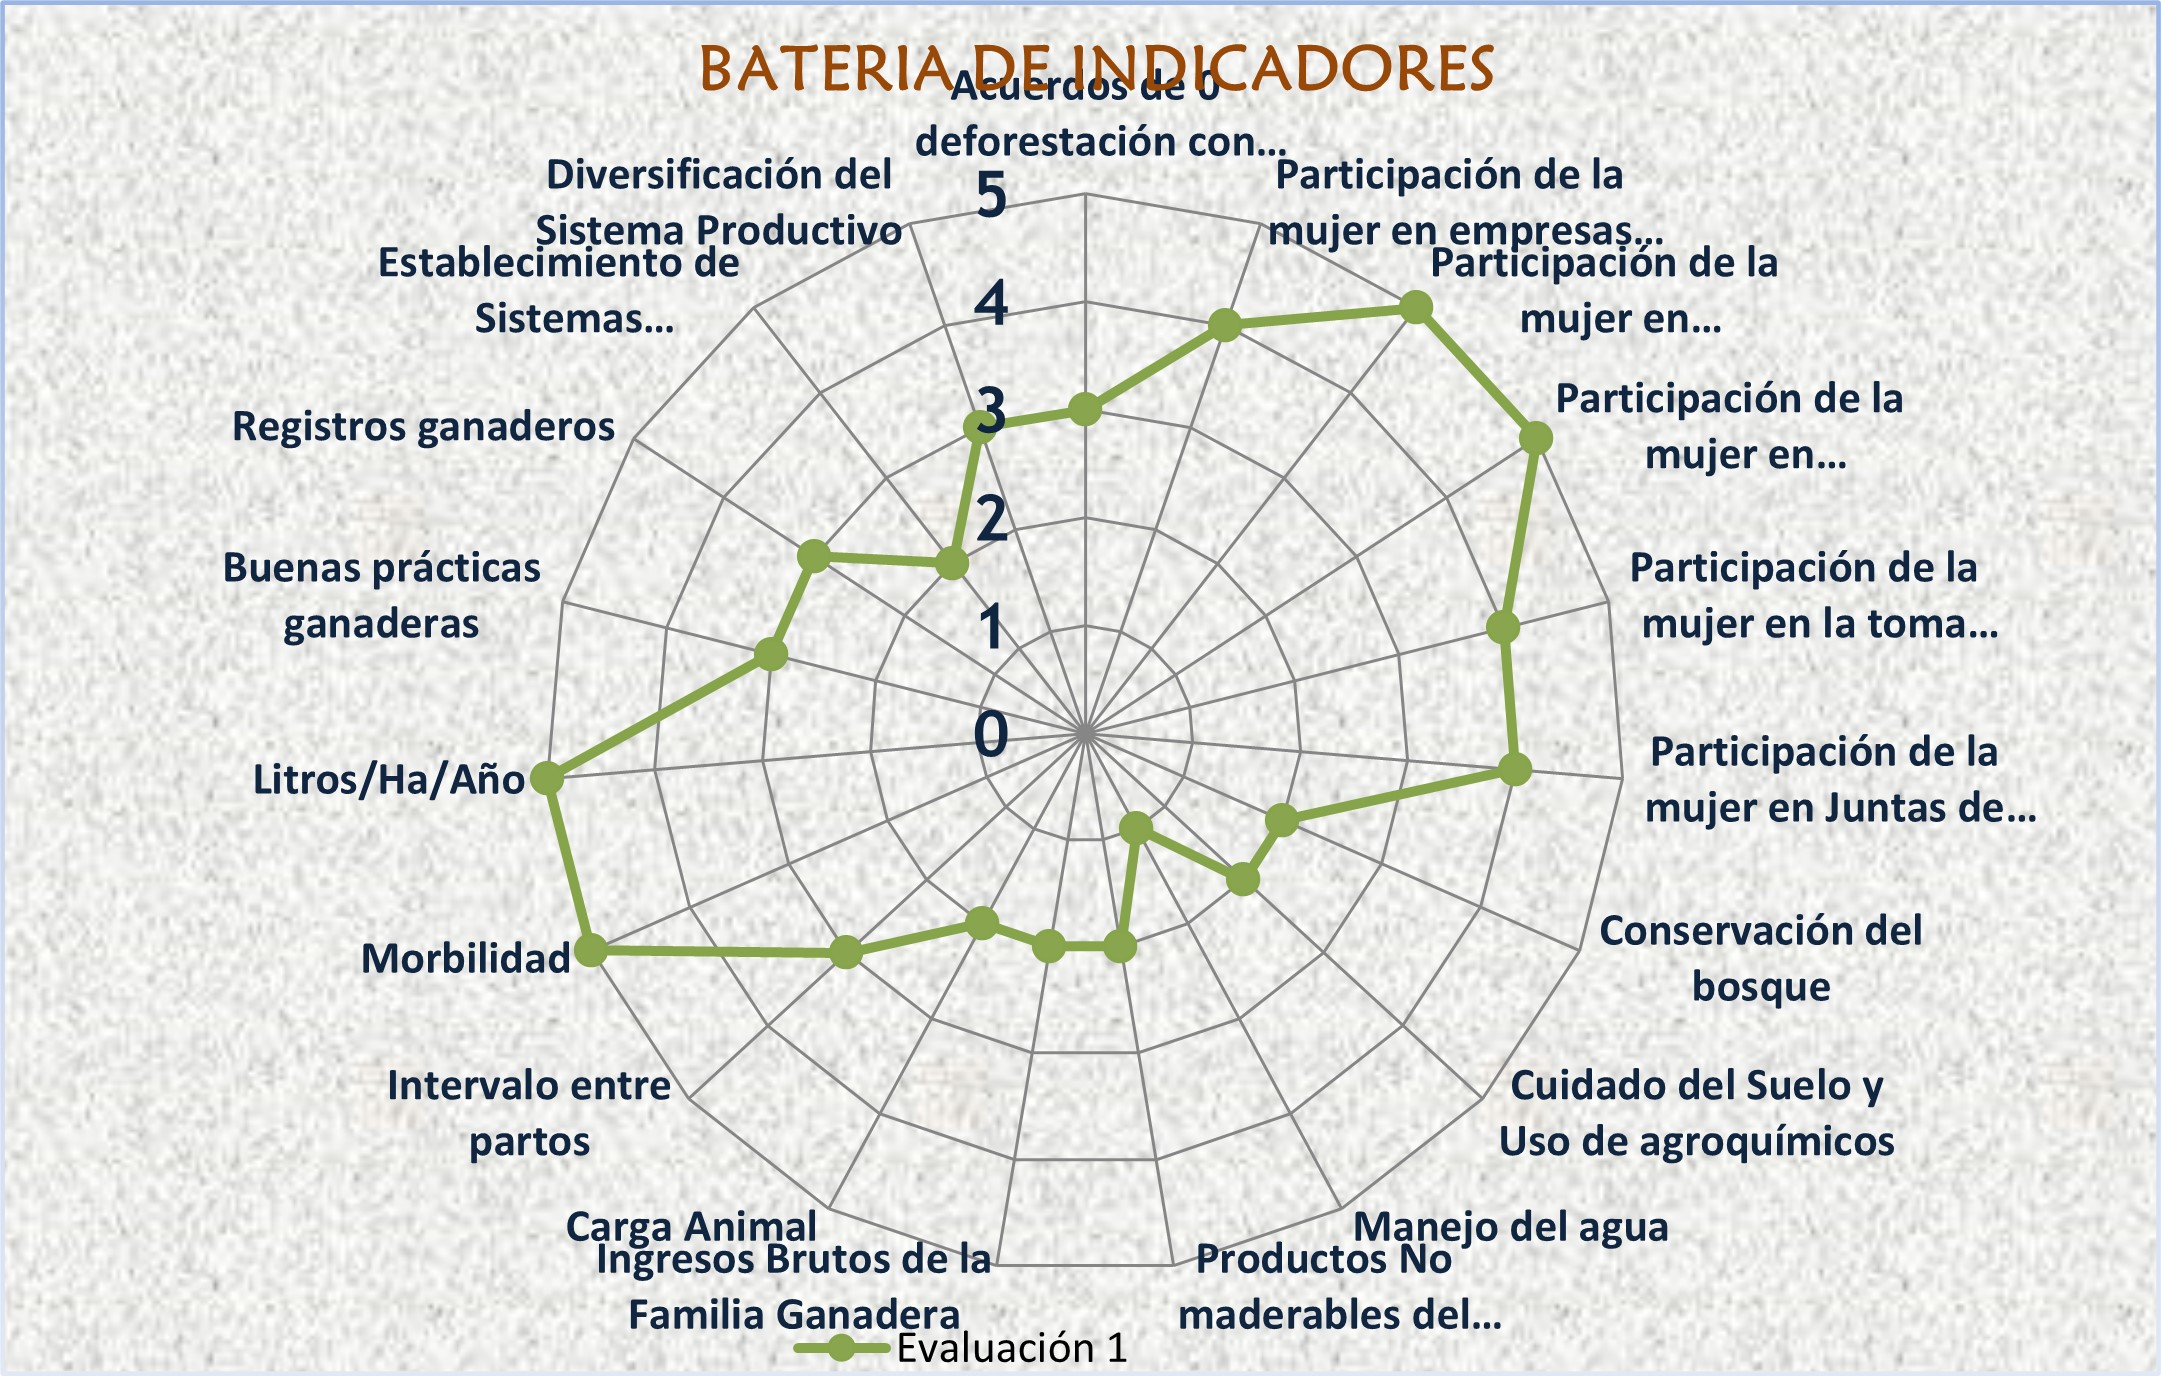 BATERIA DE INDICADORES
Acuerdos de 0
deforestación con...
Participación de la
mujer en empresas...
Participación de la
mujer en...
Participación de la
mujer en...
Participación de la
mujer en la toma...
Participación de la
mujer en Juntas de...
Conservación del
bosque
Cuidado del Suelo y
Uso de agroquímicos
Manejo del agua
Productos No
maderables del...
Ingresos Brutos de la
Familia Ganadera
Carga Animal
Intervalo entre
partos
Morbilidad
Litros/Ha/Año
Buenas prácticas
ganaderas
Registros ganaderos
Establecimiento de
Sistemas...
Diversificación del
Sistema Productivo
5
4
3
2
1
0
Evaluación 1